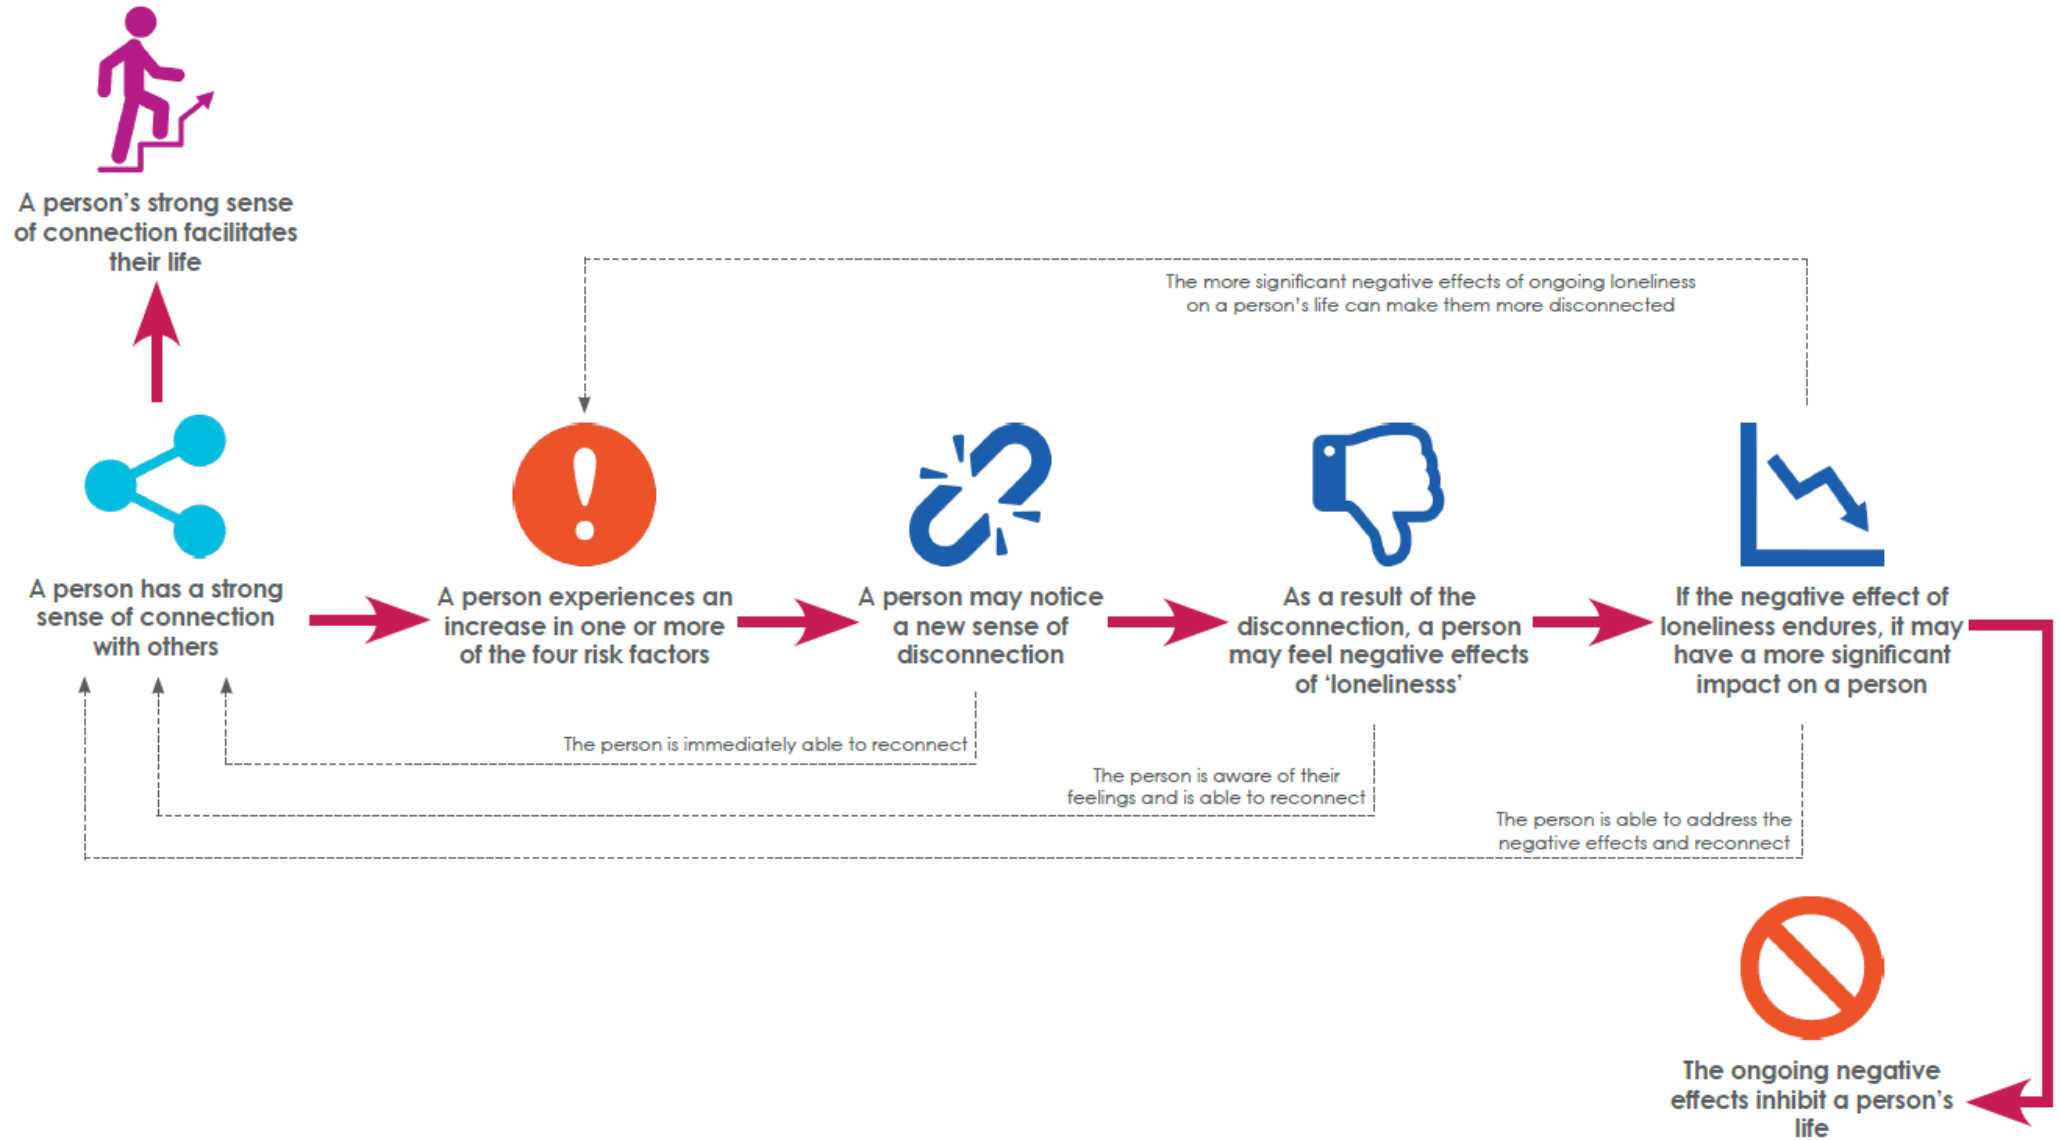 A person's strong sense
of connection facilitates
their life
The more significant negative effects of ongoing loneliness
on a person's life can make them more disconnected
A person has a strong
sense of connection
with others
A person experiences an
increase in one or more
of the four risk factors
A person may notice
a new sense of
disconnection
As a result of the
disconnection, a person
may feel negative effects
of 'lonelinesss'
If the negative effect of
loneliness endures, it may
have a more significant
impact on a person
The person is immediately able to reconnect
The person is aware of their
feelings and is able to reconnect
The person is able to address the
negative effects and reconnect
The ongoing negative
effects inhibit a person's
life